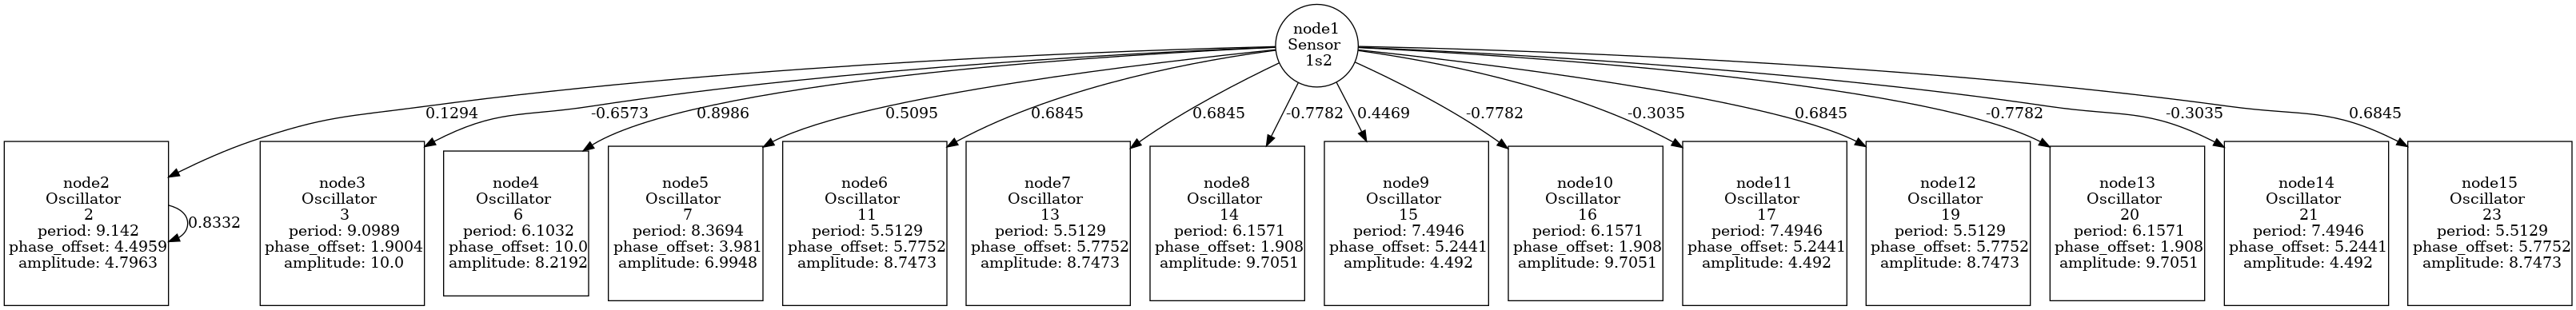 node1
Sensor
1s2
0.1294
-0.6573
0.8986
0.5095
0.6845
0.6845
-0.7782
0.4469
-0.7782
-0.3035
0.6845
-0.7782
-0.3035
0.6845
node2
Oscillator
2
period: 9.142
phase_offset: 4.4959
amplitude: 4.7963
0.8332
node3
Oscillator
3
period: 9.0989
phase_offset: 1.9004
amplitude: 10.0
node4
Oscillator
6
period: 6.1032
phase_offset: 10.0
amplitude: 8.2192
node5
Oscillator
7
period: 8.3694
phase_offset: 3.981
amplitude: 6.9948
node6
Oscillator
11
period: 5.5129
phase_offset: 5.7752
amplitude: 8.7473
node7
Oscillator
13
period: 5.5129
phase_offset: 5.7752
amplitude: 8.7473
node8
Oscillator
14
period: 6.1571
phase_offset: 1.908
amplitude: 9.7051
node9
Oscillator
15
period: 7.4946
phase_offset: 5.2441
amplitude: 4.492
node10
Oscillator
16
period: 6.1571
phase_offset: 1.908
amplitude: 9.7051
node11
Oscillator
17
period: 7.4946
phase_offset: 5.2441
amplitude: 4.492
node12
Oscillator
19
period: 5.5129
phase_offset: 5.7752
amplitude: 8.7473
node13
Oscillator
20
period: 6.1571
phase_offset: 1.908
amplitude: 9.7051
node14
Oscillator
21
period: 7.4946
phase_offset: 5.2441
amplitude: 4.492
node15
Oscillator
23
period: 5.5129
phase_offset: 5.7752
amplitude: 8.7473